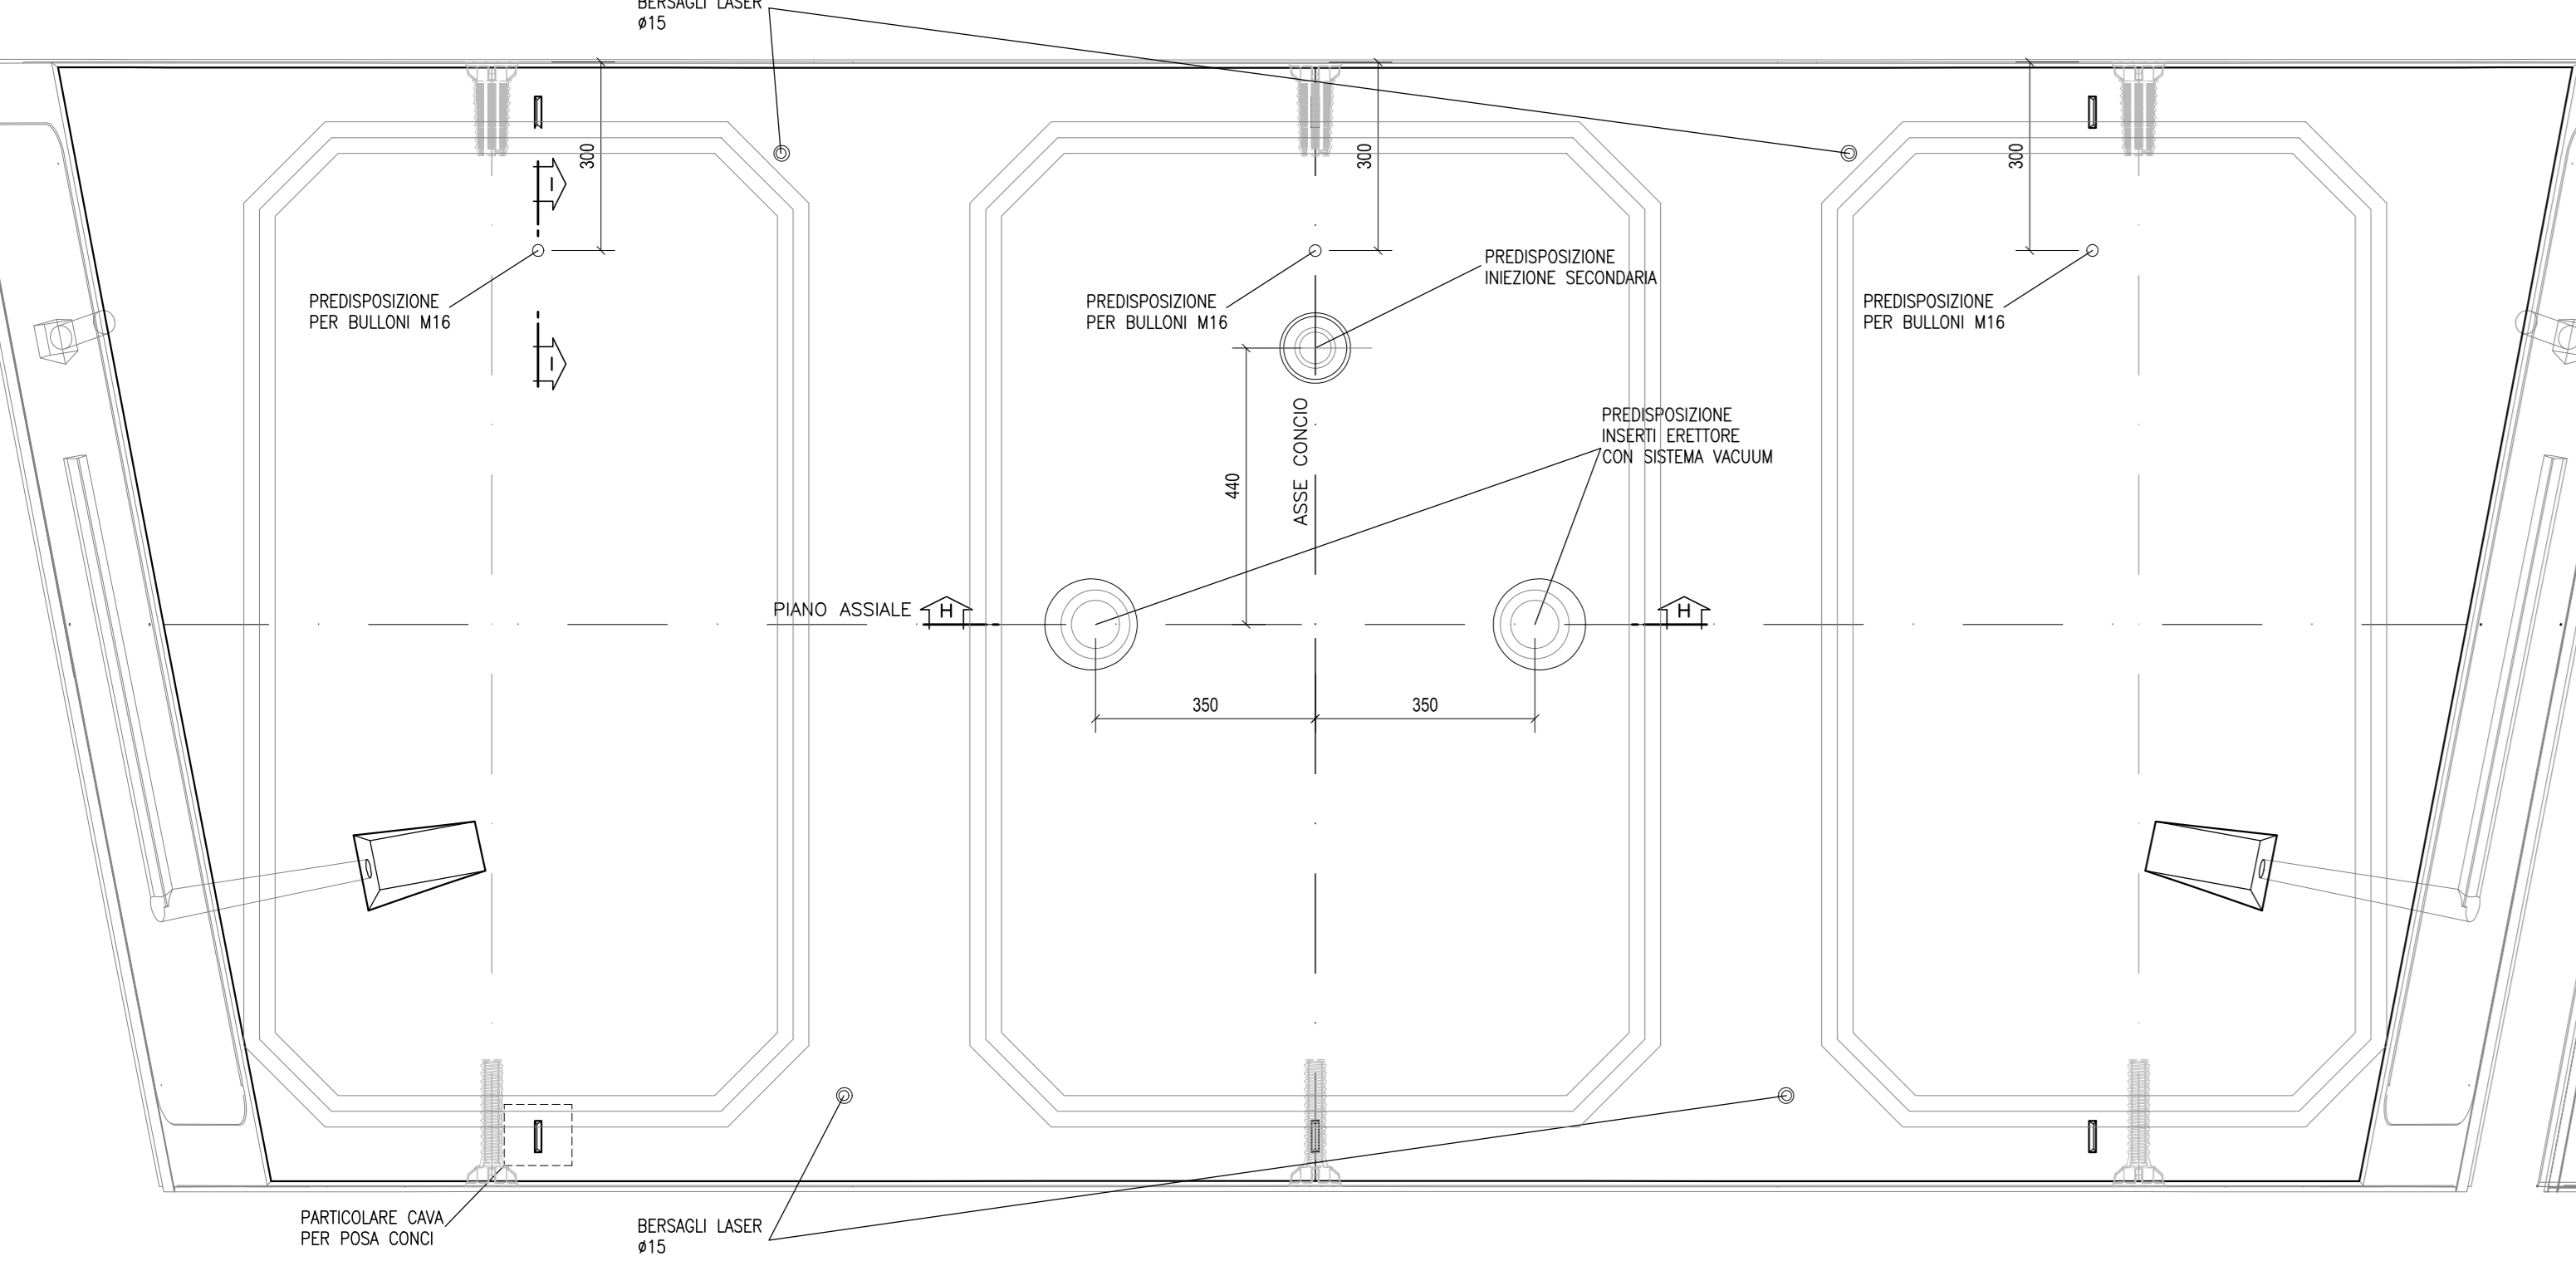 BERSAGLI LASER
ø15
300
300
300
I
PREDISPOSIZIONE
PER BULLONI M16
PREDISPOSIZIONE
PER BULLONI M16
PREDISPOSIZIONE
INIEZIONE SECONDARIA
PREDISPOSIZIONE
PER BULLONI M16
I
440
ASSE CONCIO
PREDISPOSIZIONE
INSERTI ERETTORE
CON SISTEMA VACUUM
PIANO ASSIALE
H
H
350
350
PARTICOLARE CAVA
PER POSA CONCI
BERSAGLI LASER
ø15